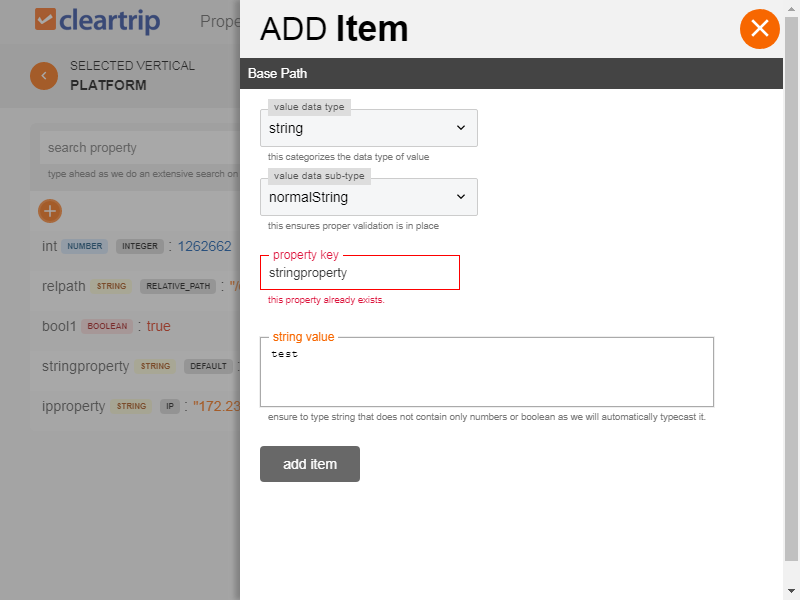 cleartrip
SELECTED VERTICAL
PLATFORM
search property
type ahead as we do an extensive search on
int NUMBER INTEGER : 1262662
relpath STRING RELATIVE_PATH : "/
bool1 BOOLEAN : true
stringproperty STRING DEFAULT :
ipproperty STRING IP : "172.23
ADD Item
Base Path
value data type
string
this categorizes the data type of value
value data sub-type
normalString
this ensures proper validation is in place
property key
stringproperty
this property already exists.
string value
test
ensure to type string that does not contain only numbers or boolean as we will automatically typecast it.
add item